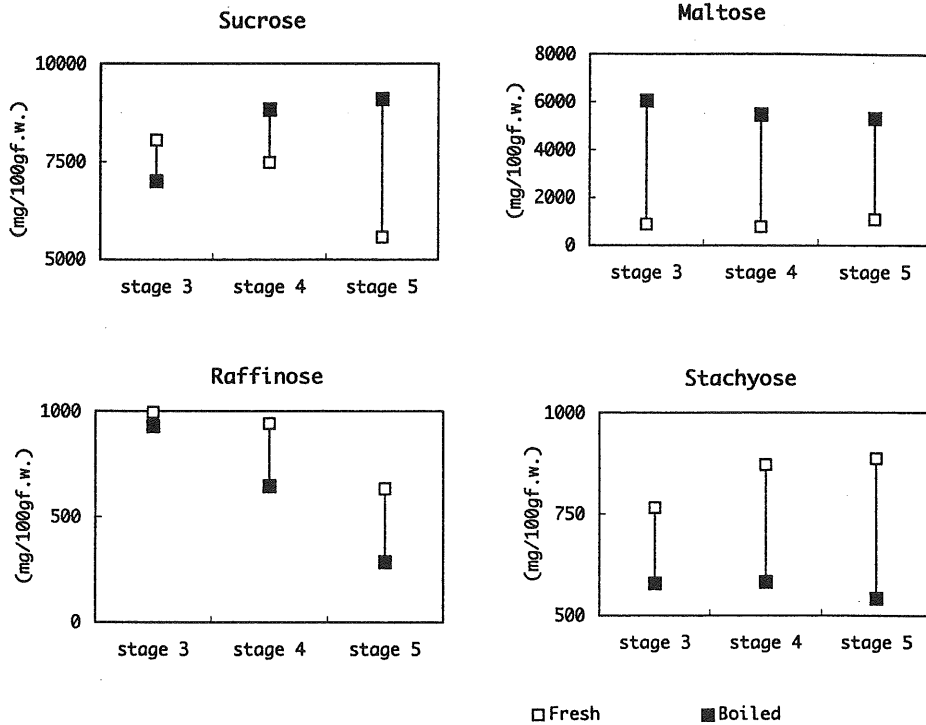 Sucrose
(mg/100gf.w.)
10000
7500
5000
stage 3 stage 4 stage 5
Maltose
(mg/100gf.w.)
8000
6000
4000
2000
0
stage 3 stage 4 stage 5
Raffinose
(mg/100gf.w.)
1000
500
0
stage 3 stage 4 stage 5
Stachyose
(mg/100gf.w.)
1000
750
500
stage 3 stage 4 stage 5
Fresh Boiled